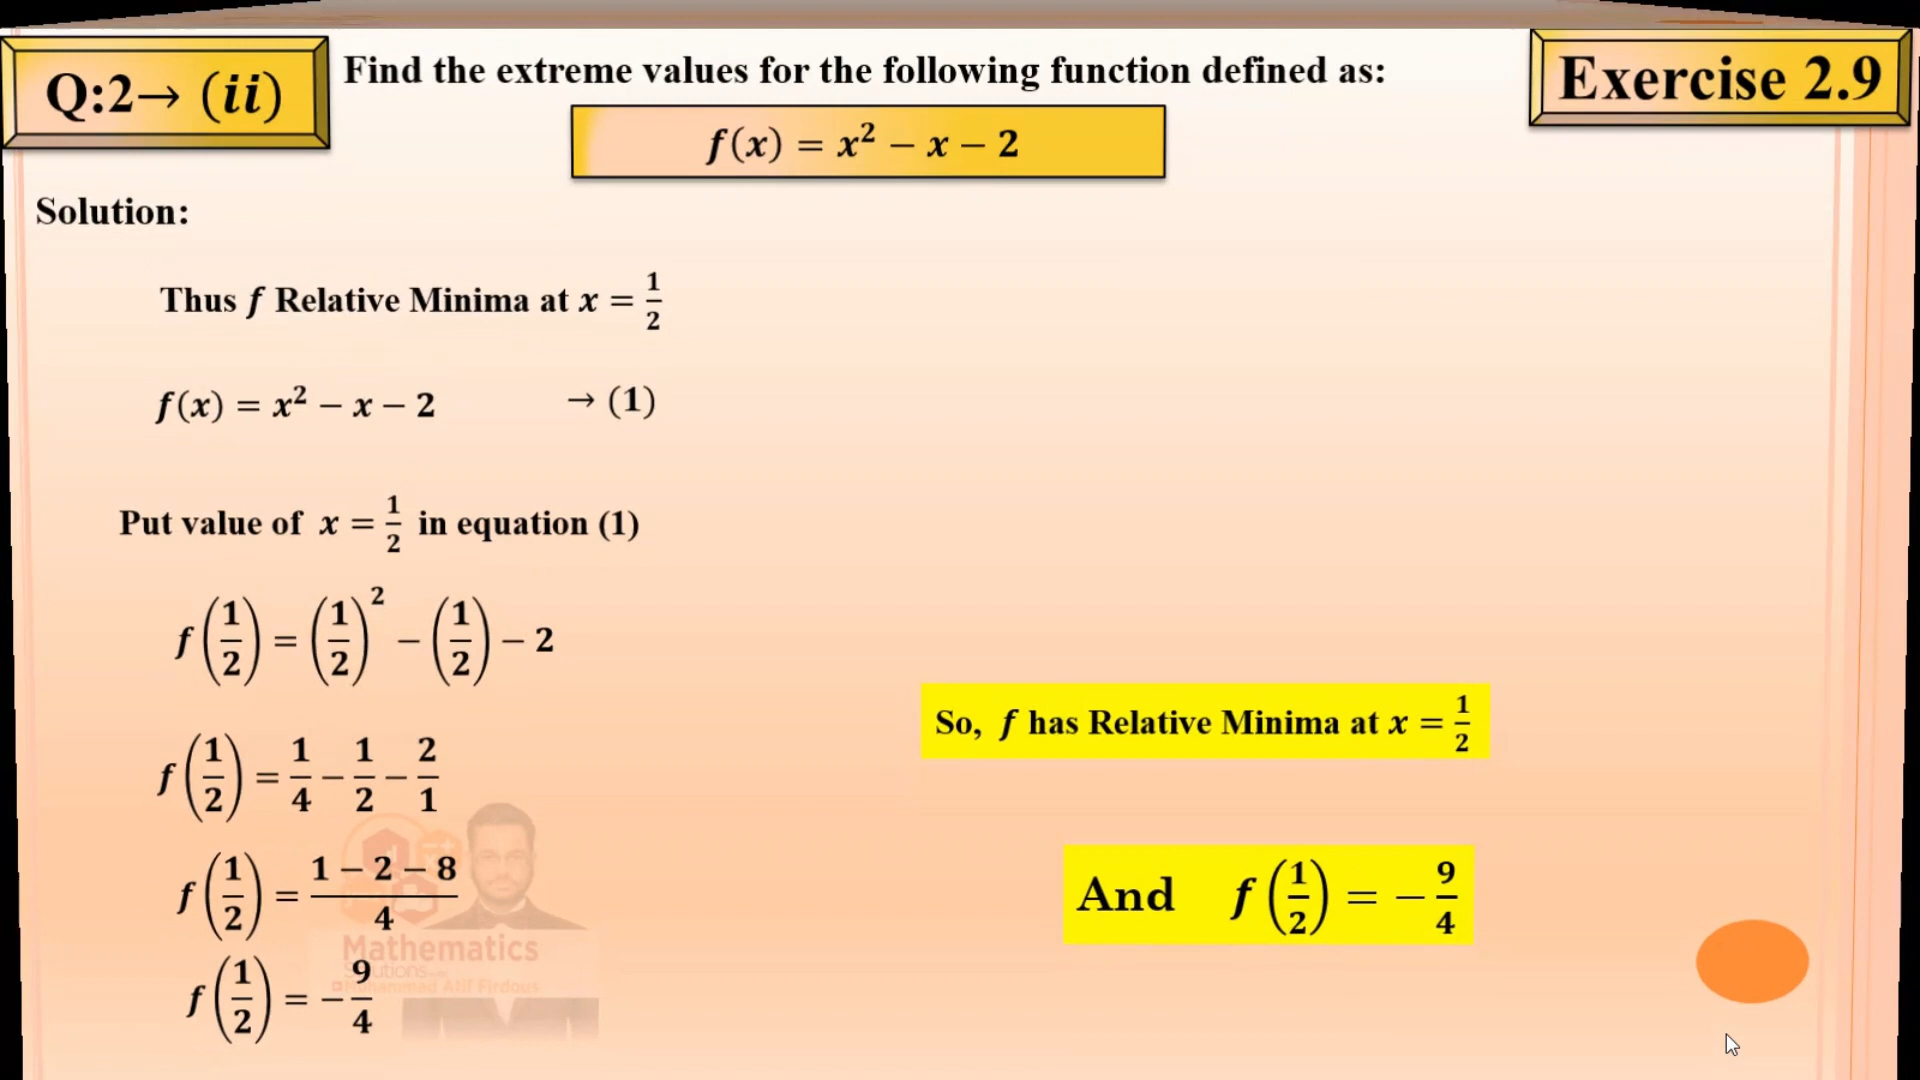 Q:2→ (ii)
Find the extreme values for the following function defined as:
Exercise 2.9
f(x) = x² − x − 2
Solution:
Thus f Relative Minima at x = 1/2
f(x) = x² − x − 2 → (1)
Put value of x = 1/2 in equation (1)
f(1/2) = (1/2)² − (1/2) − 2
f(1/2) = 1/4 − 1/2 − 2/1
f(1/2) = (1 − 2 − 8)/4
f(1/2) = −9/4
So, f has Relative Minima at x = 1/2
And f(1/2) = −9/4
Mathematics
Muhammad Atif Firdous